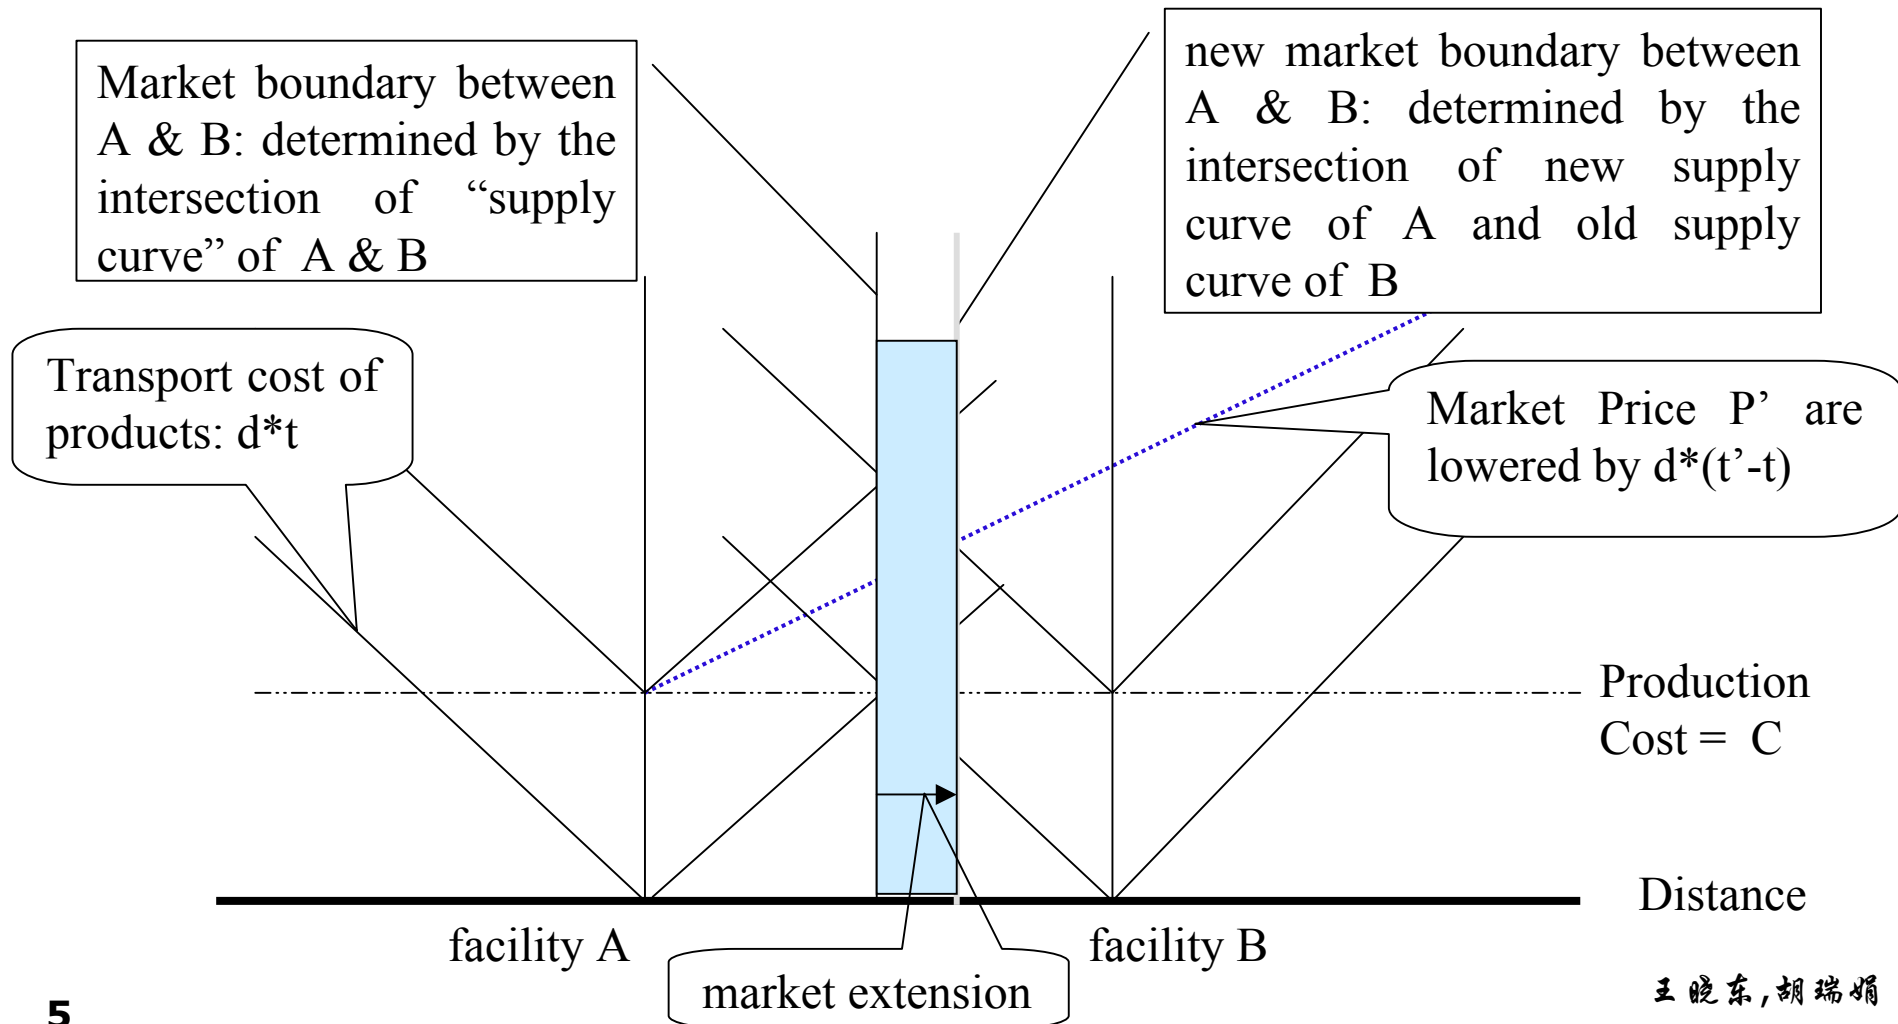 Market boundary between
A & B: determined by the
intersection of “supply
curve” of A & B
new market boundary between
A & B: determined by the
intersection of new supply
curve of A and old supply
curve of B
Transport cost of
products: d*t
Market Price P’ are
lowered by d*(t’-t)
Production
Cost = C
Distance
facility A
facility B
market extension
王晓东,胡瑞娟
5